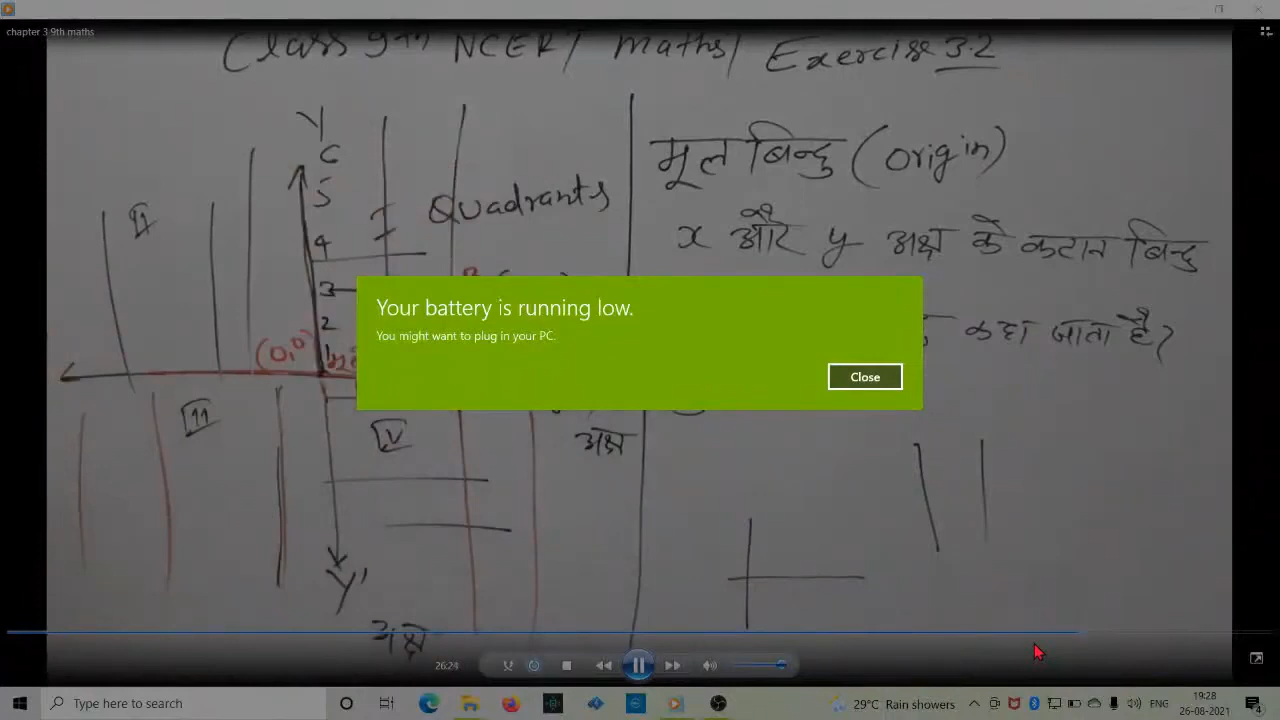 chapter 3 9th maths
Class 9th NCERT maths/ Exercise 3.2
Y
6
5
4
3
2
1
II
Quadrants
मूल बिन्दु (origin)
x और y अक्ष के कटान बिन्दु
कहा जाता है?
(0,0)
Your battery is running low.
You might want to plug in your PC.
Close
III
IV
अक्ष
Y'
अक्ष
26:24
Type here to search
29°C Rain showers
ENG
19:28
26-08-2021
4